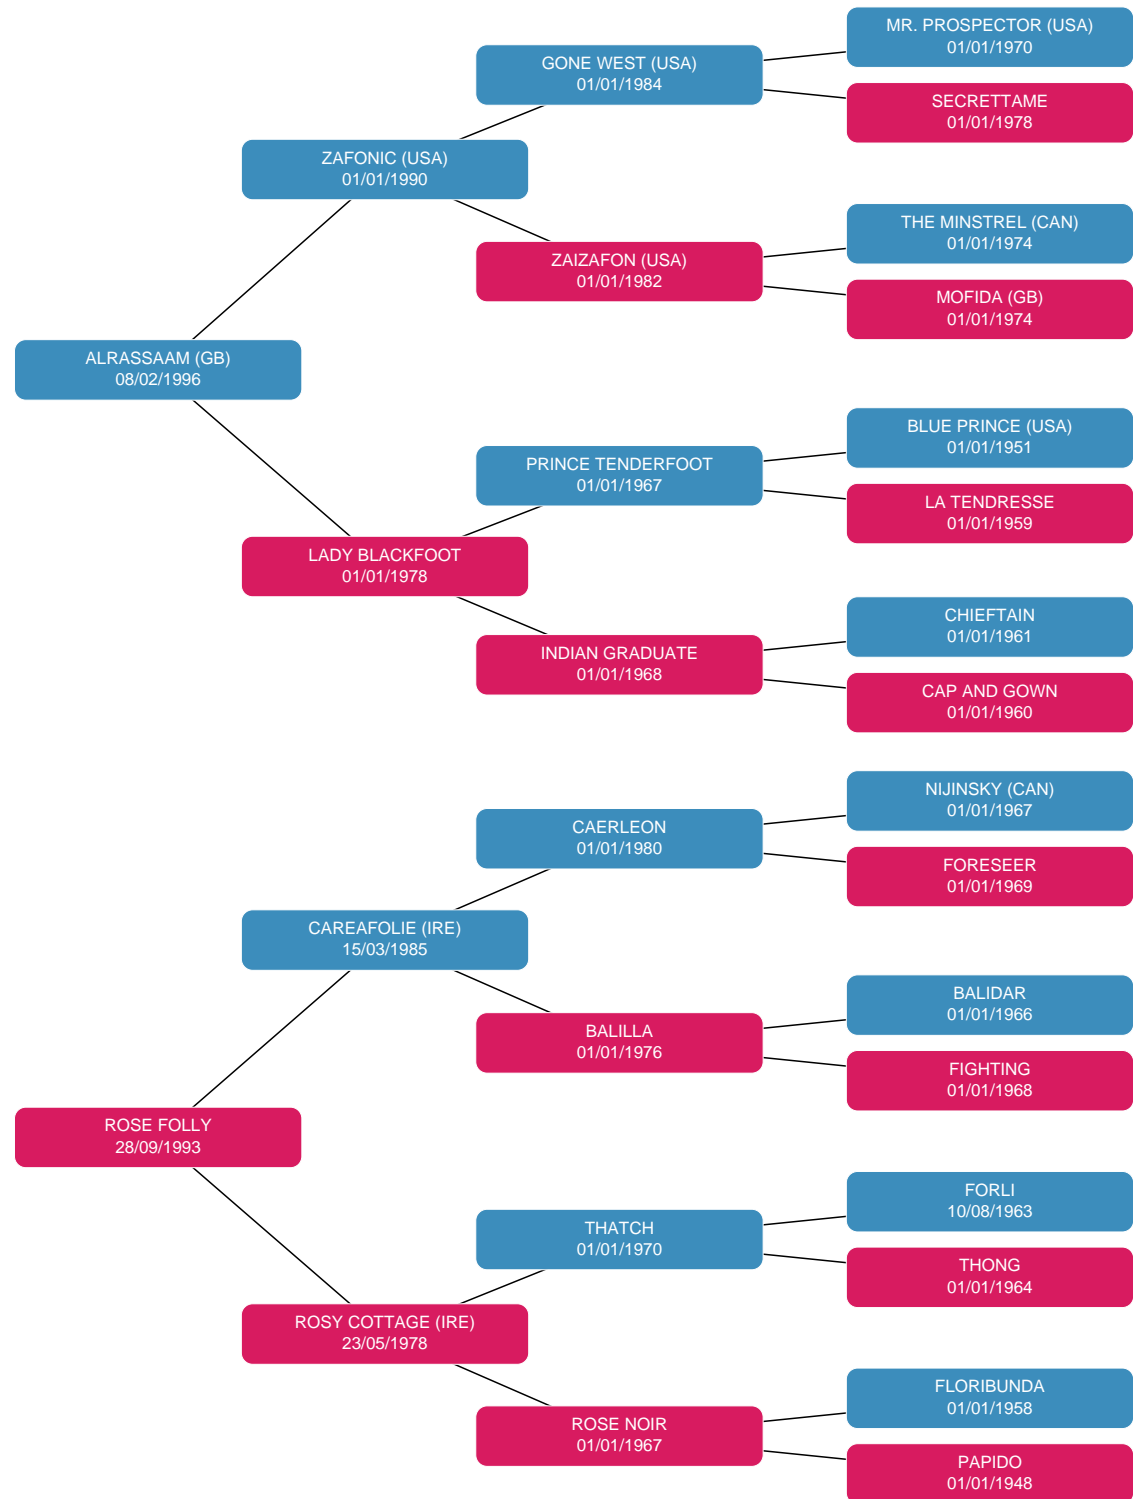 MR. PROSPECTOR (USA)
01/01/1970
GONE WEST (USA)
01/01/1984
SECRETTAME
01/01/1978
ZAFONIC (USA)
01/01/1990
THE MINSTREL (CAN)
01/01/1974
ZAIZAFON (USA)
01/01/1982
MOFIDA (GB)
01/01/1974
ALRASSAAM (GB)
08/02/1996
BLUE PRINCE (USA)
01/01/1951
PRINCE TENDERFOOT
01/01/1967
LA TENDRESSE
01/01/1959
LADY BLACKFOOT
01/01/1978
CHIEFTAIN
01/01/1961
INDIAN GRADUATE
01/01/1968
CAP AND GOWN
01/01/1960
NIJINSKY (CAN)
01/01/1967
CAERLEON
01/01/1980
FORESEER
01/01/1969
CAREAFOLIE (IRE)
15/03/1985
BALIDAR
01/01/1966
BALILLA
01/01/1976
FIGHTING
01/01/1968
ROSE FOLLY
28/09/1993
FORLI
10/08/1963
THATCH
01/01/1970
THONG
01/01/1964
ROSY COTTAGE (IRE)
23/05/1978
FLORIBUNDA
01/01/1958
ROSE NOIR
01/01/1967
PAPIDO
01/01/1948